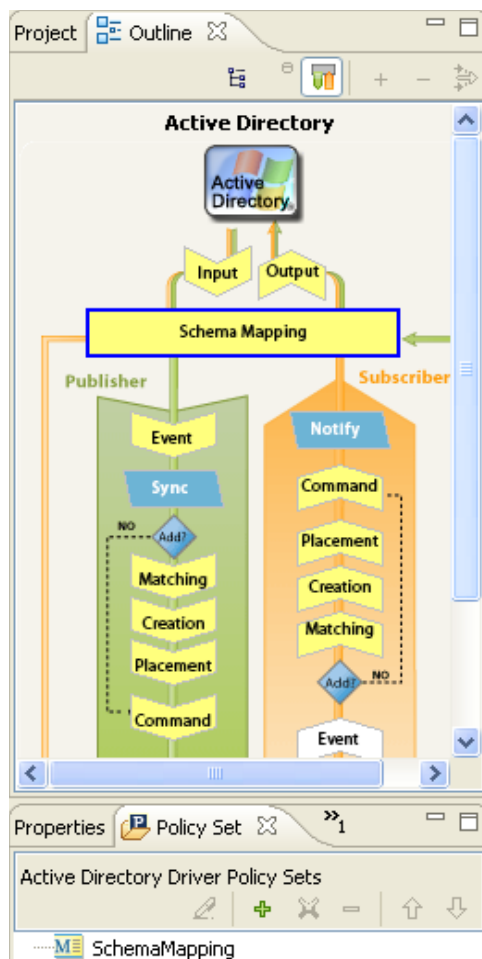 Project Outline
Active Directory
Active
Directory
Input Output
Schema Mapping
Publisher Subscriber
Event Notify
Sync Command
NO Add? Placement
Matching Creation
Creation Matching
Placement Add? NO
Command Event
Properties Policy Set »1
Active Directory Driver Policy Sets
M SchemaMapping